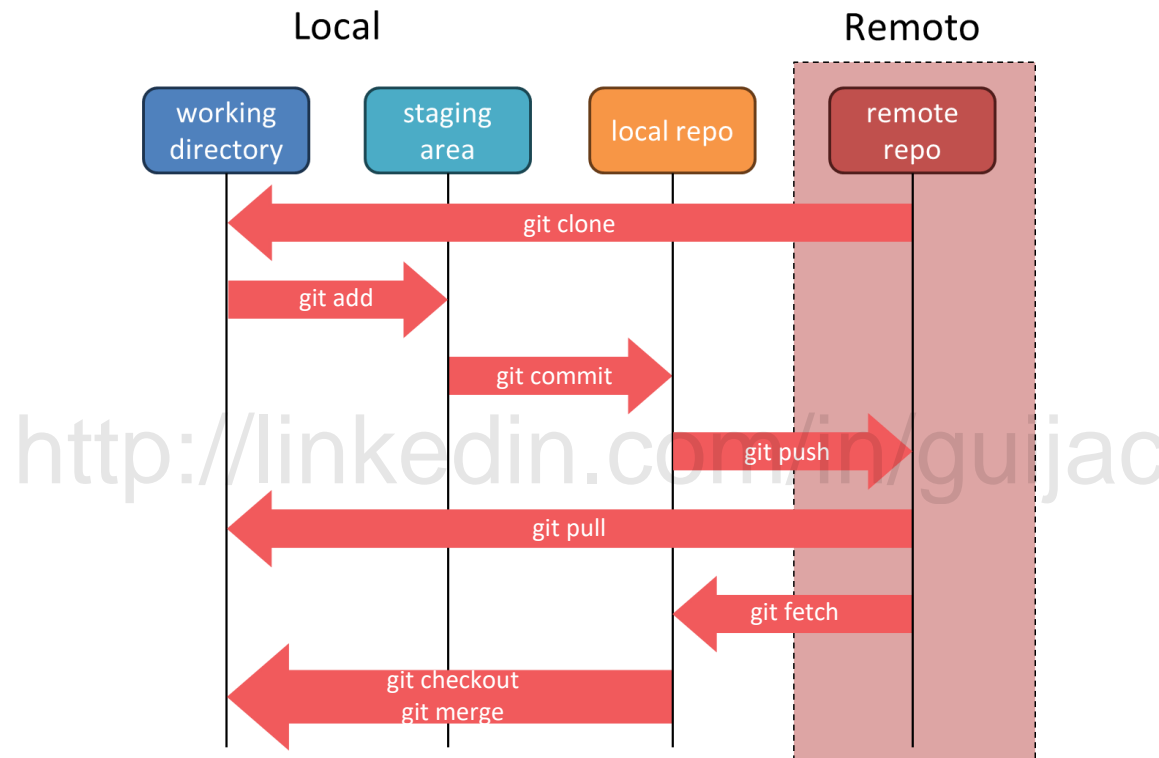 Local
Remoto
working
directory
staging
area
local repo
remote
repo
git clone
git add
git commit
git push
http://linkedin.com/in/guijac
git pull
git fetch
git checkout
git merge